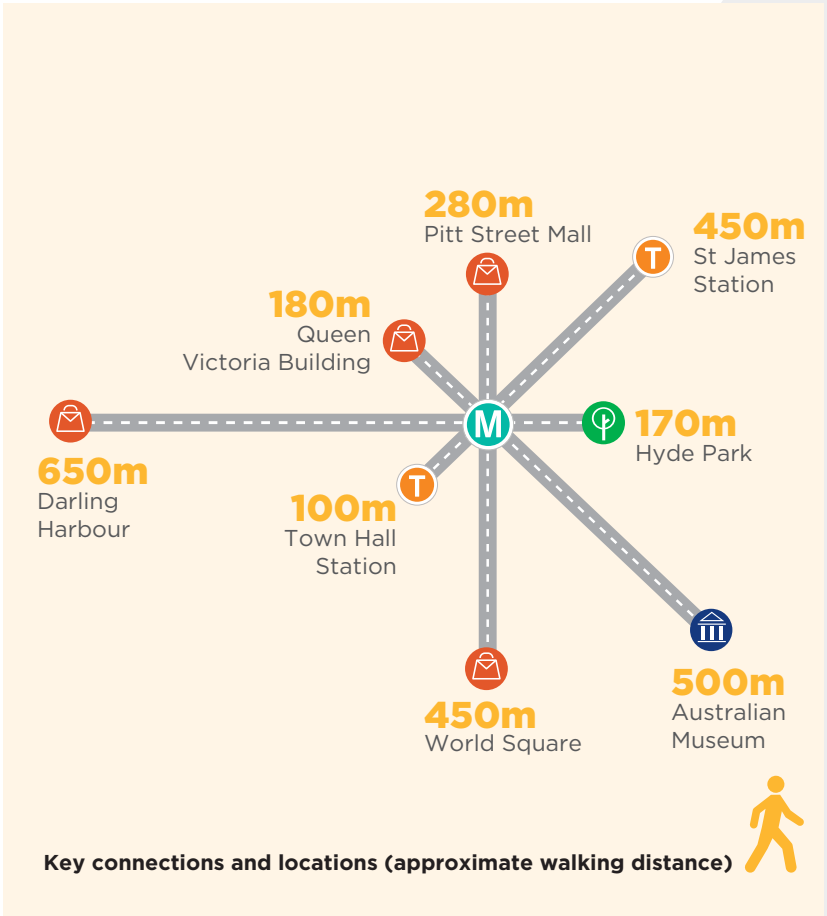 280m
Pitt Street Mall
450m
St James
Station
T
180m
Queen
Victoria Building
M
170m
Hyde Park
650m
Darling
Harbour
T
100m
Town Hall
Station
500m
Australian
Museum
450m
World Square
Key connections and locations (approximate walking distance)